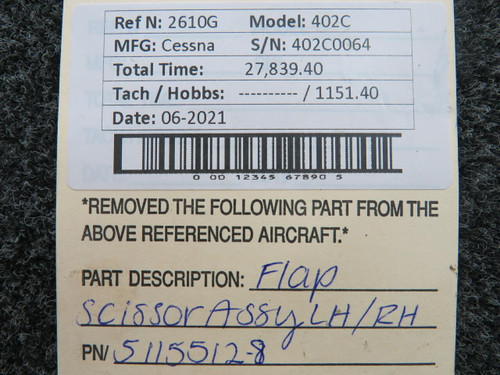 Ref N: 2610G Model: 402C
MFG: Cessna S/N: 402C0064
Total Time: 27,839.40
Tach / Hobbs: ---------- / 1151.40
Date: 06-2021
0 00 12345 67890 5
*REMOVED THE FOLLOWING PART FROM THE
ABOVE REFERENCED AIRCRAFT.*
PART DESCRIPTION: Flap
Scissor Assy LH/RH
PN/ 5115512-8